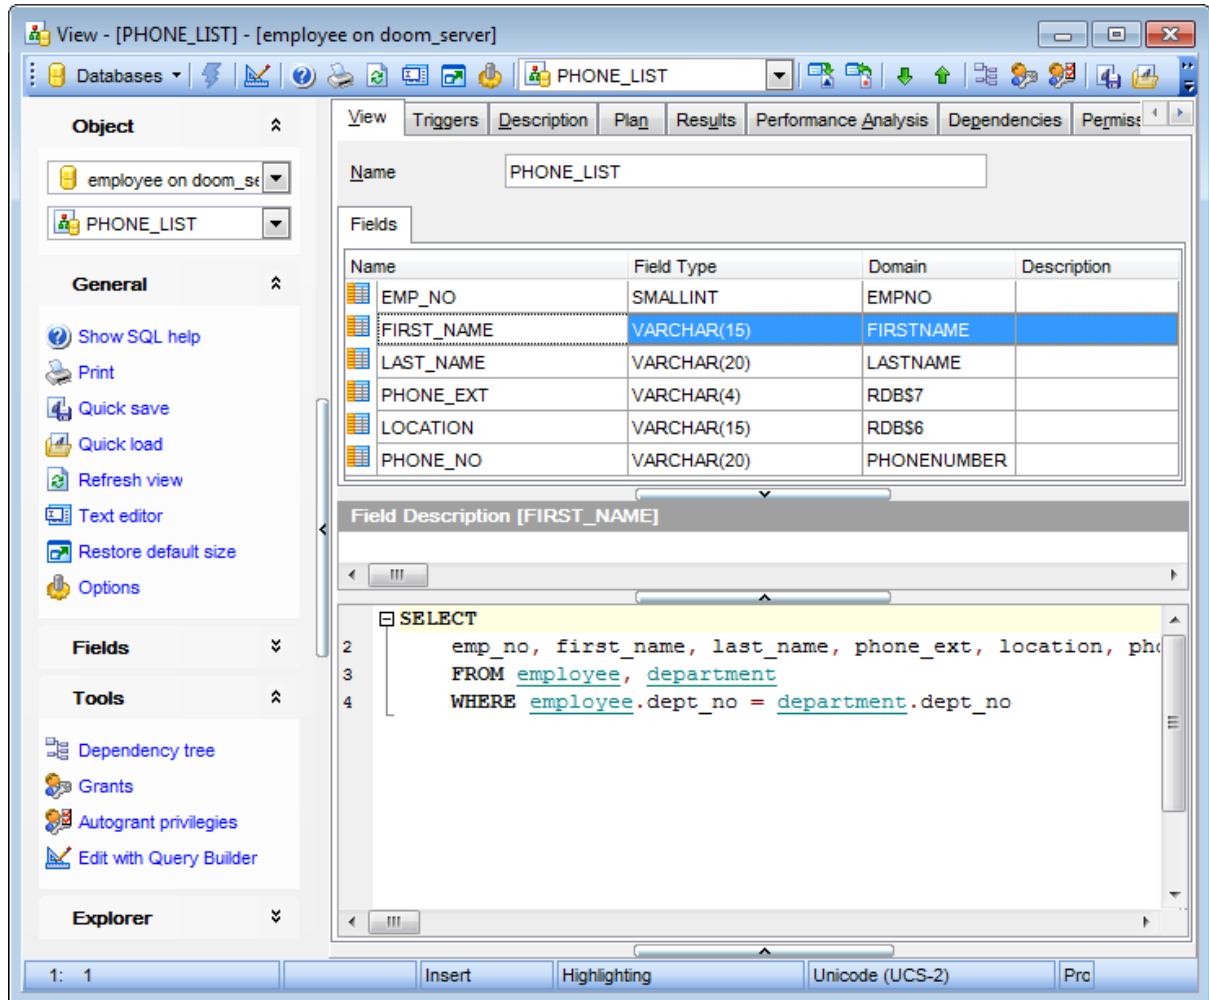 View - [PHONE_LIST] - [employee on doom_server]
Databases PHONE_LIST
Object
employee on doom_se
PHONE_LIST
General
Show SQL help
Print
Quick save
Quick load
Refresh view
Text editor
Restore default size
Options
Fields
Tools
Dependency tree
Grants
Autogrant privilegies
Edit with Query Builder
Explorer
View Triggers Description Plan Results Performance Analysis Dependencies Permiss
Name PHONE_LIST
Fields
Name Field Type Domain Description
EMP_NO SMALLINT EMPNO
FIRST_NAME VARCHAR(15) FIRSTNAME
LAST_NAME VARCHAR(20) LASTNAME
PHONE_EXT VARCHAR(4) RDB$7
LOCATION VARCHAR(15) RDB$6
PHONE_NO VARCHAR(20) PHONENUMBER
Field Description [FIRST_NAME]
SELECT
2 emp_no, first_name, last_name, phone_ext, location, pho
3 FROM employee, department
4 WHERE employee.dept_no = department.dept_no
1: 1 Insert Highlighting Unicode (UCS-2) Pro